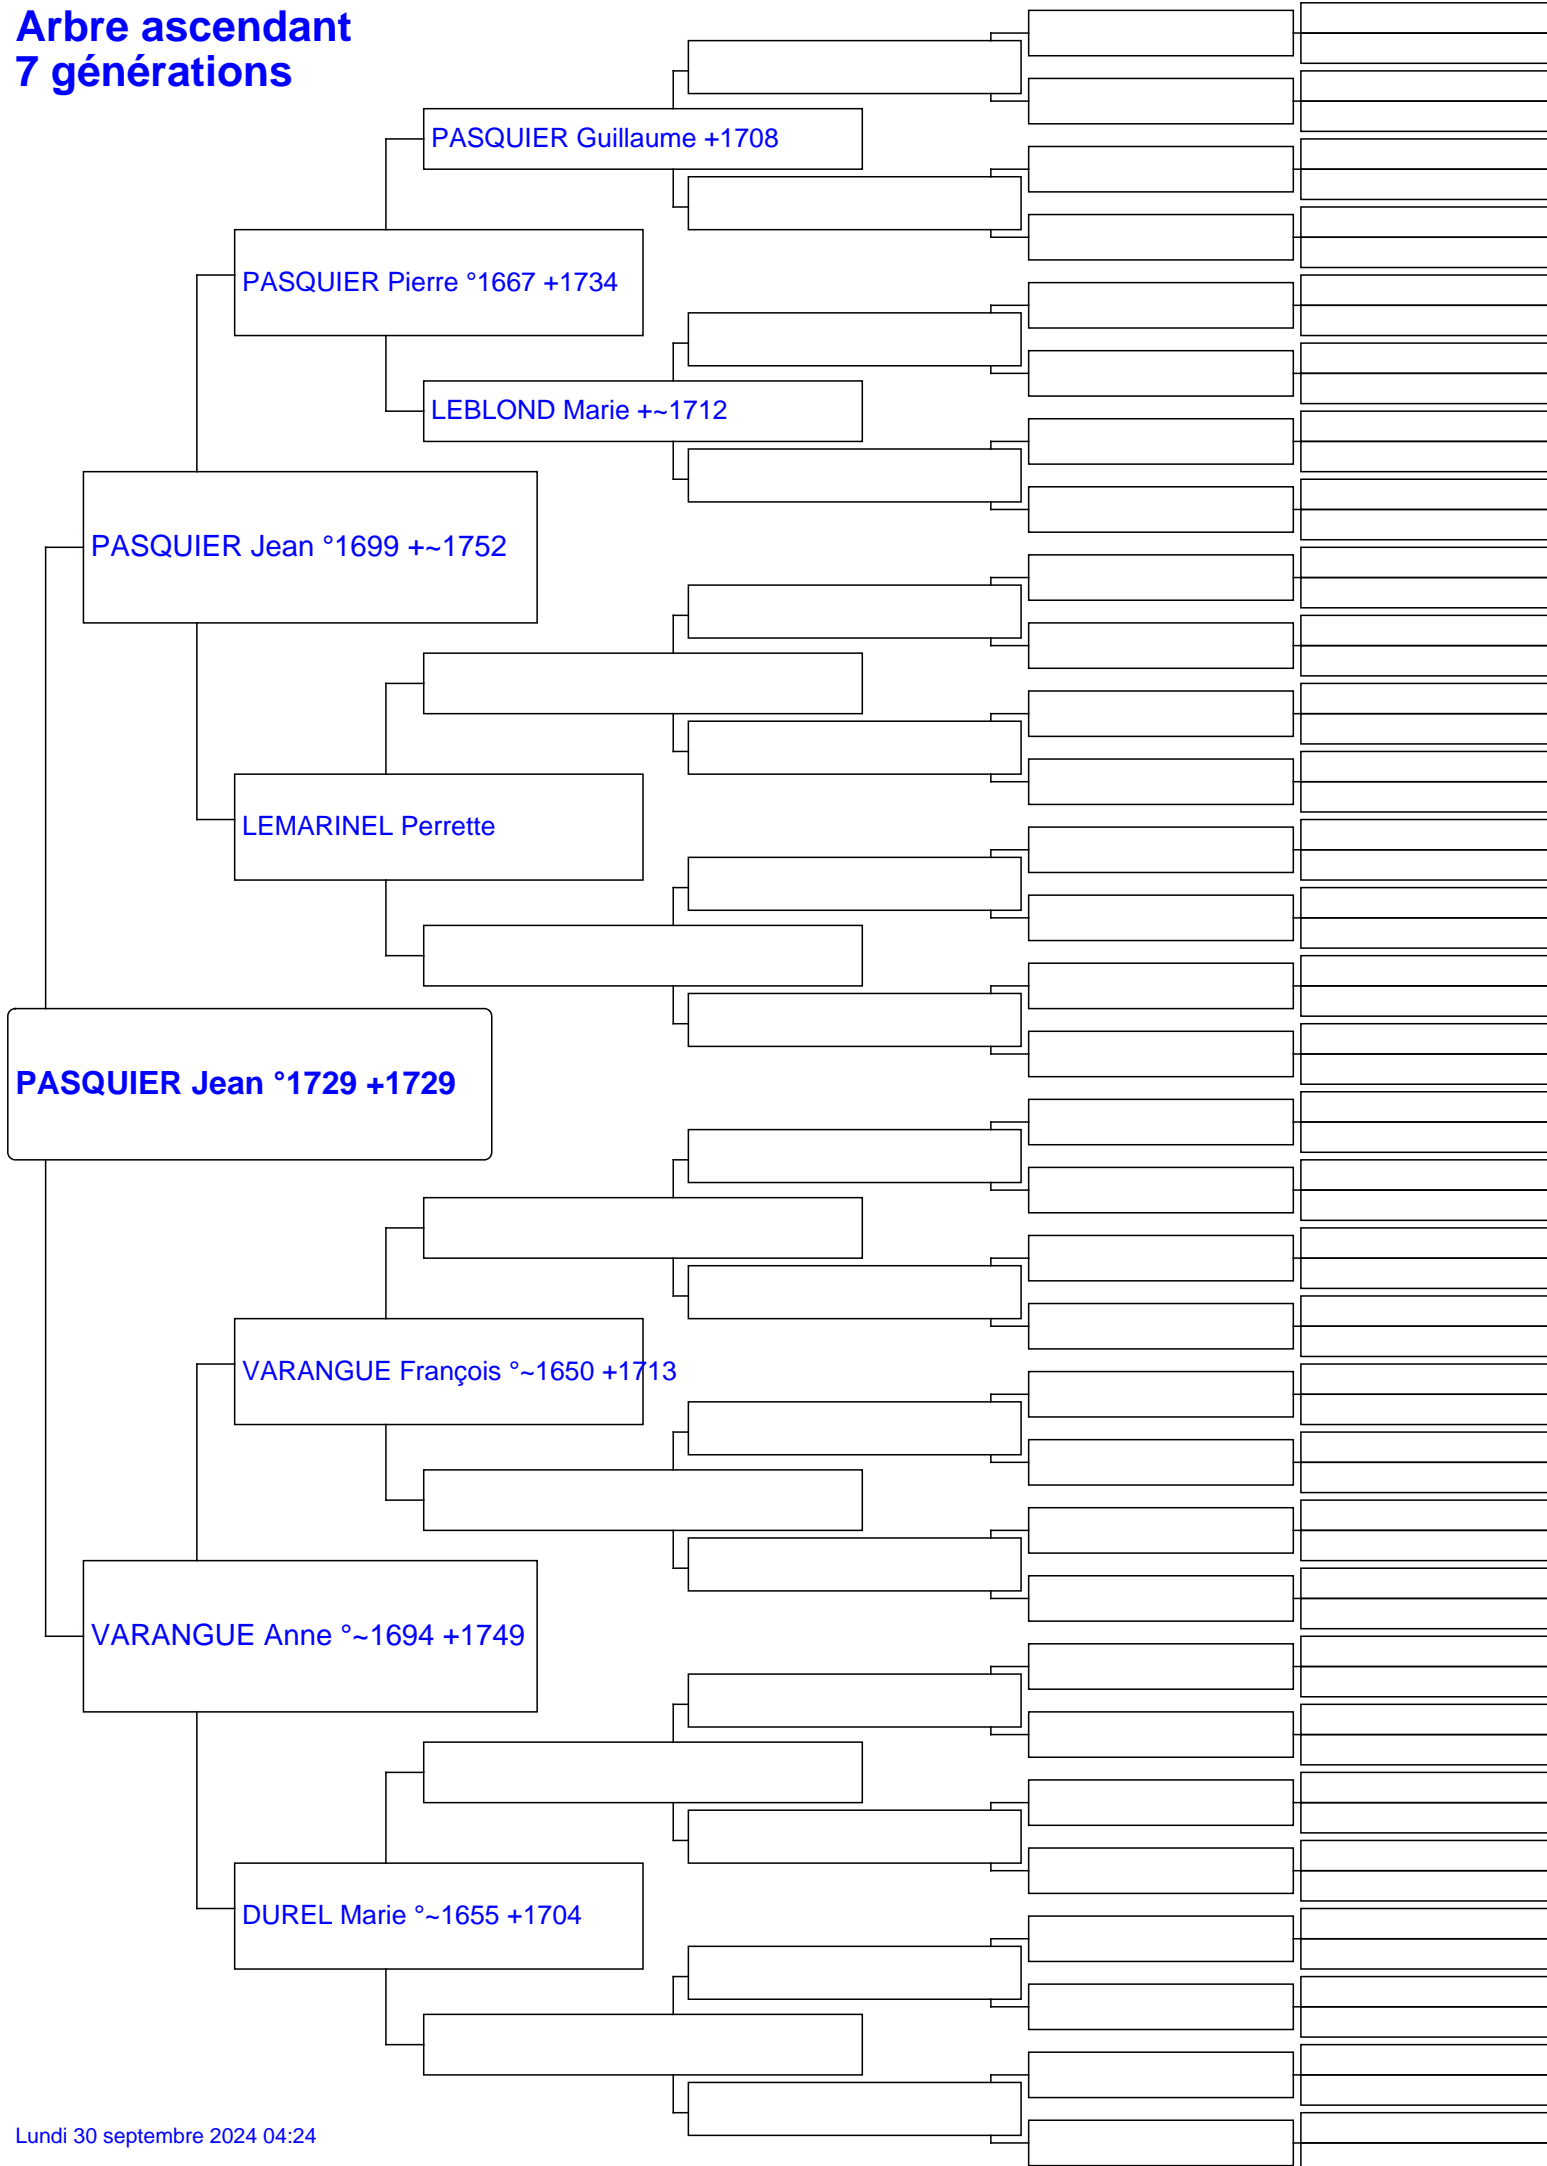 Arbre ascendant
7 générations
PASQUIER Guillaume +1708
PASQUIER Pierre °1667 +1734
LEBLOND Marie +~1712
PASQUIER Jean °1699 +~1752
LEMARINEL Perrette
PASQUIER Jean °1729 +1729
VARANGUE François °~1650 +1713
VARANGUE Anne °~1694 +1749
DUREL Marie °~1655 +1704
Lundi 30 septembre 2024 04:24